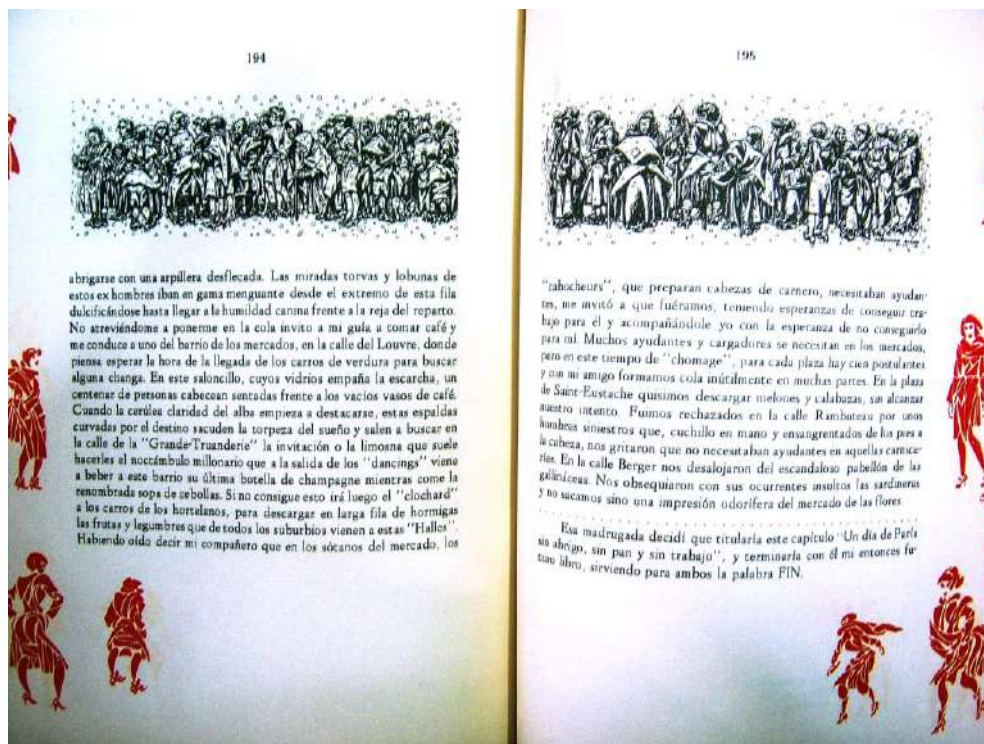 194
abrigarse con una arpillera desflecada. Las miradas torvas y lobunas de
estos ex hombres iban en gama menguante desde el extremo de esta fila
dulcificándose hasta llegar a la humildad canina frente a la reja del reparto.
No atreviéndome a ponerme en la cola invito a mi guía a tomar café y
me conduce a uno del barrio de los mercados, en la calle del Louvre, donde
piensa esperar la hora de la llegada de los carros de verdura para buscar
alguna changa. En este saloncillo, cuyos vidrios empaña la escarcha, un
centenar de personas cabecean sentadas frente a los vacíos vasos de café.
Cuando la cerúlea claridad del alba empieza a destacarse, estas espaldas
curvadas por el destino sacuden la torpeza del sueño y salen a buscar en
la calle de la "Grande-Truanderie" la invitación o la limosna que suele
hacerles el noctámbulo millonario que a la salida de los "dancings" viene
a beber a este barrio su última botella de champagne mientras come la
renombrada sopa de cebollas. Si no consigue esto irá luego el "clochard"
a los carros de los hortelanos, para descargar en larga fila de hormigas
las frutas y legumbres que de todos los suburbios vienen a estas "Halles".
Habiendo oído decir mi compañero que en los sótanos del mercado, los
195
que preparan cabezas de carnero, necesitaban ayudan-
tes, me invitó a que fuéramos, teniendo esperanzas de conseguir tra-
bajo para él y acompañándole yo con la esperanza de no conseguirlo
para mí. Muchos ayudantes y cargadores se necesitan en los mercados,
pero en este tiempo de "chomage", para cada plaza hay cien postulantes
y con mi amigo formamos cola inútilmente en muchas partes. En la plaza
de Saint-Eustache quisimos descargar melones y calabazas, sin alcanzar
nuestro intento. Fuimos rechazados en la calle Rambuteau por unos
hombres siniestros que, cuchillo en mano y ensangrentados de los pies a
la cabeza, nos gritaron que no necesitaban ayudantes en aquellas carnice-
rías. En la calle Berger nos desalojaron del escandaloso pabellón de las
gallináceas. Nos obsequiaron con sus ocurrentes insultos las sardineras
y no sacamos sino una impresión odorífera del mercado de las flores.
Esa madrugada decidí que titularía este capítulo "Un día de París
sin abrigo, sin pan y sin trabajo", y terminaría con él mi entonces fu-
turo libro, sirviendo para ambos la palabra FIN.